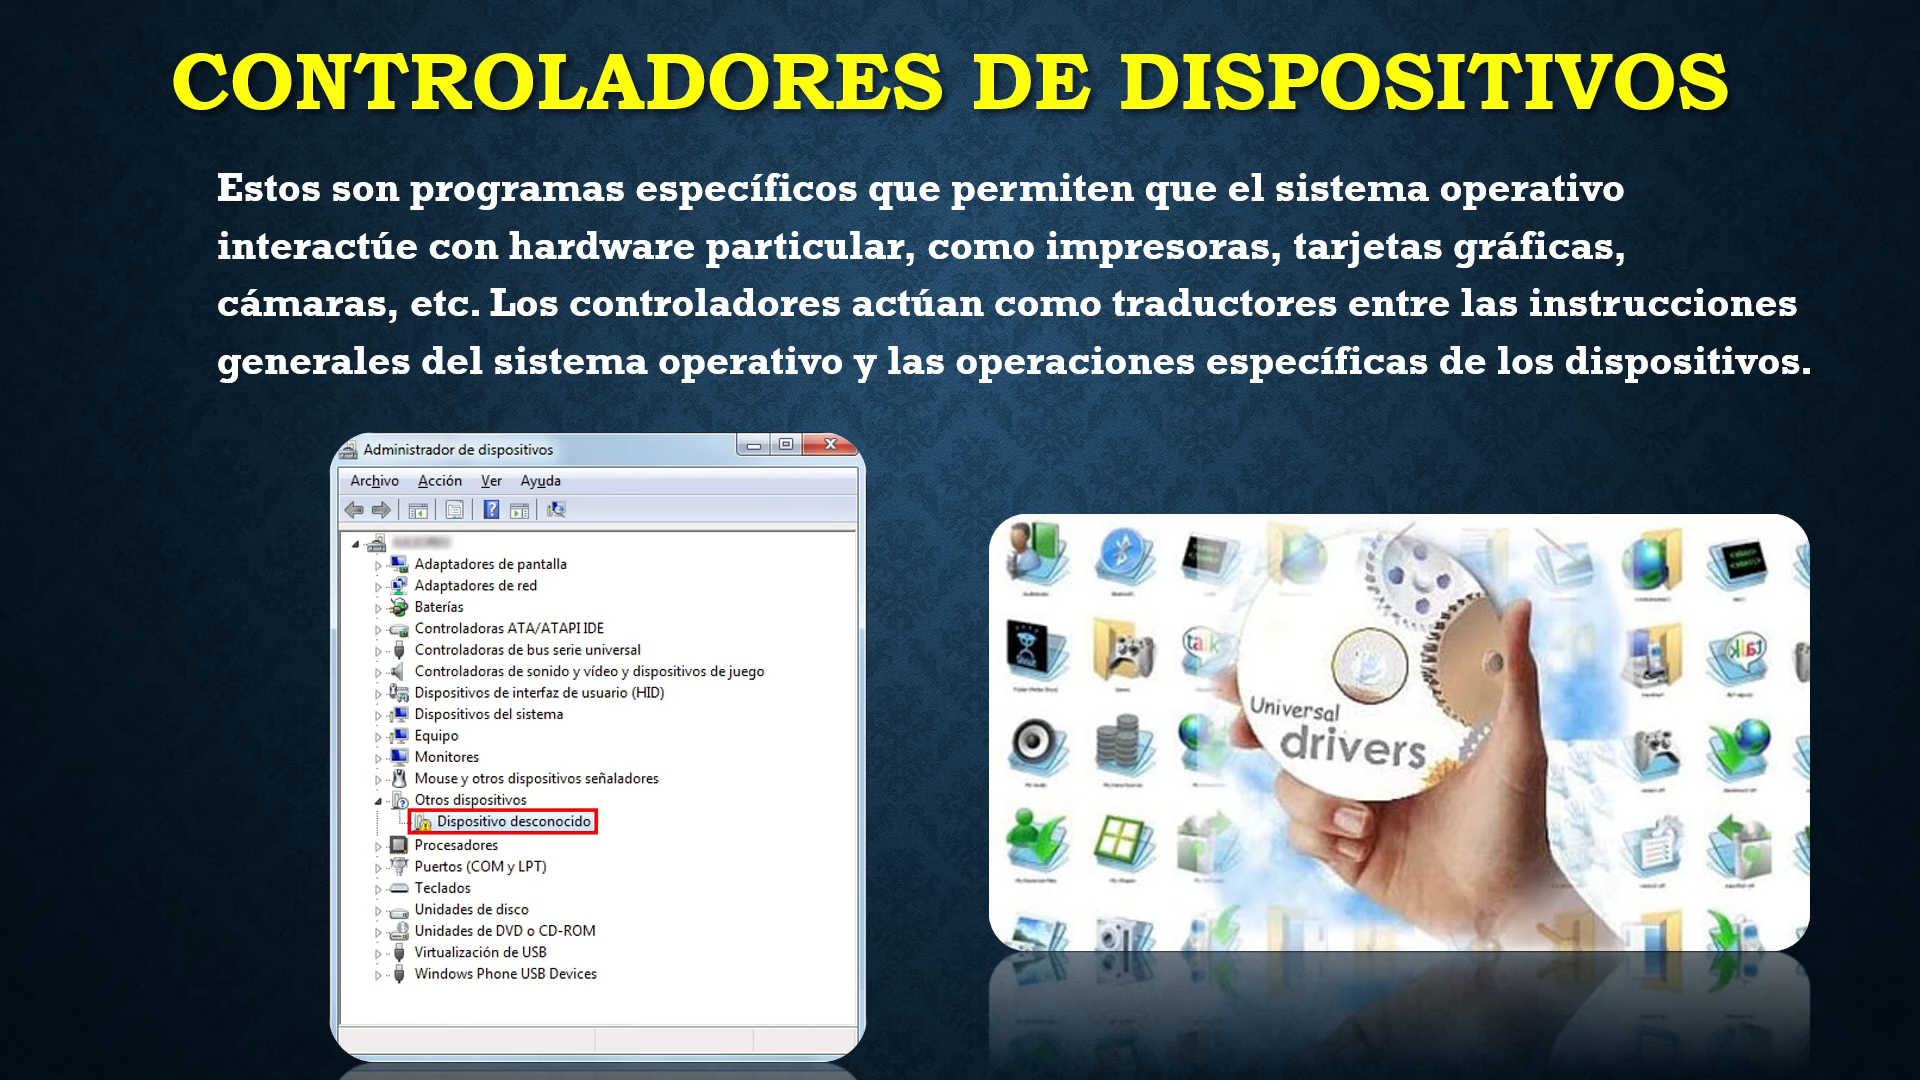 CONTROLADORES DE DISPOSITIVOS
Estos son programas específicos que permiten que el sistema operativo
interactúe con hardware particular, como impresoras, tarjetas gráficas,
cámaras, etc. Los controladores actúan como traductores entre las instrucciones
generales del sistema operativo y las operaciones específicas de los dispositivos.
Administrador de dispositivos
Archivo Acción Ver Ayuda
Adaptadores de pantalla
Adaptadores de red
Baterías
Controladoras ATA/ATAPI IDE
Controladoras de bus serie universal
Controladoras de sonido y vídeo y dispositivos de juego
Dispositivos de interfaz de usuario (HID)
Dispositivos del sistema
Equipo
Monitores
Mouse y otros dispositivos señaladores
Otros dispositivos
Dispositivo desconocido
Procesadores
Puertos (COM y LPT)
Teclados
Unidades de disco
Unidades de DVD o CD-ROM
Virtualización de USB
Windows Phone USB Devices
Universal
drivers
talk